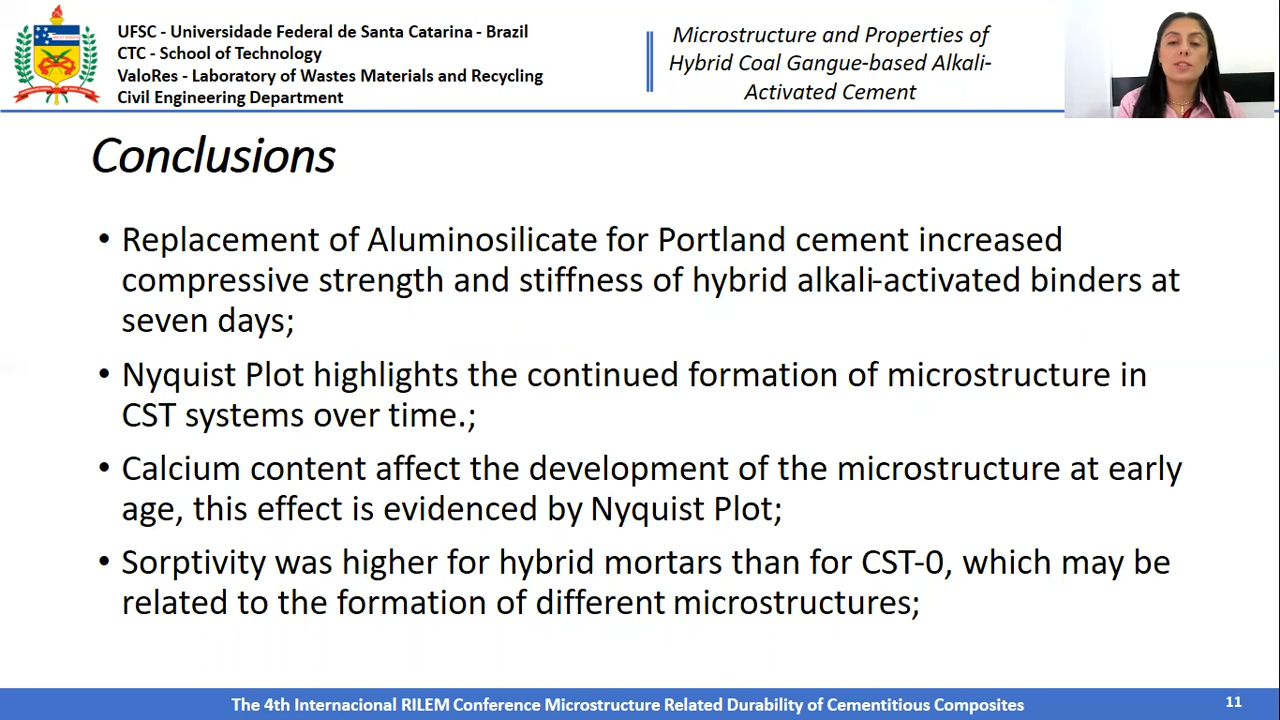 UFSC - Universidade Federal de Santa Catarina - Brazil
CTC - School of Technology
ValoRes - Laboratory of Wastes Materials and Recycling
Civil Engineering Department
Microstructure and Properties of
Hybrid Coal Gangue-based Alkali-
Activated Cement
Conclusions
• Replacement of Aluminosilicate for Portland cement increased
compressive strength and stiffness of hybrid alkali-activated binders at
seven days;
• Nyquist Plot highlights the continued formation of microstructure in
CST systems over time.;
• Calcium content affect the development of the microstructure at early
age, this effect is evidenced by Nyquist Plot;
• Sorptivity was higher for hybrid mortars than for CST-0, which may be
related to the formation of different microstructures;
The 4th Internacional RILEM Conference Microstructure Related Durability of Cementitious Composites
11